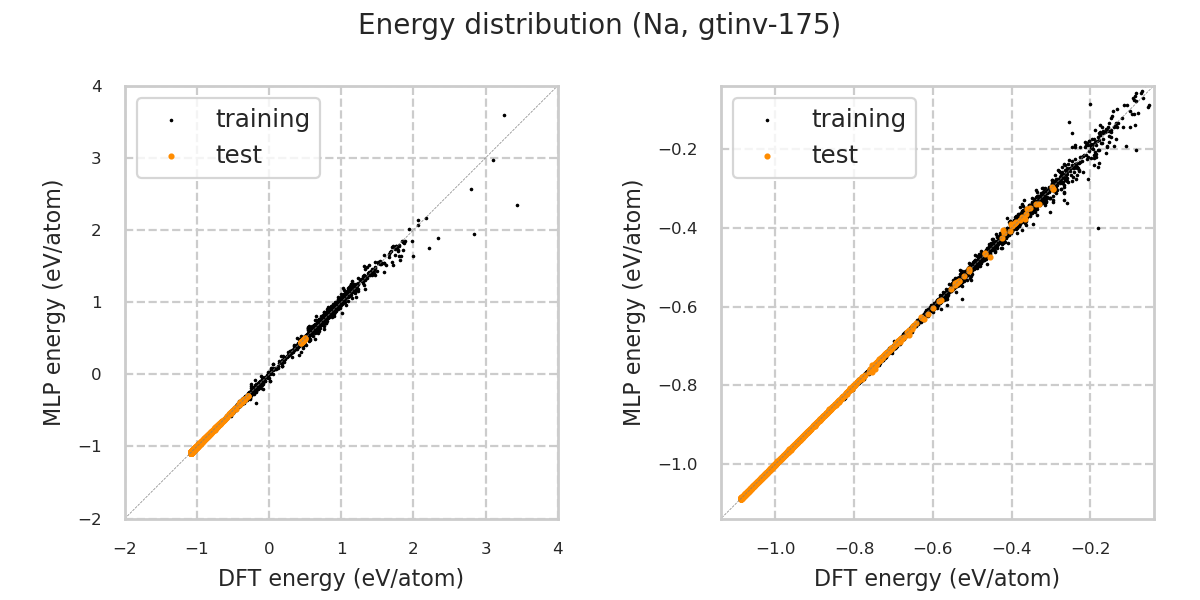 Energy distribution (Na, gtinv-175)
training
test
4
3
2
1
0
−1
−2
−2
−1
0
1
2
3
4
MLP energy (eV/atom)
DFT energy (eV/atom)
training
test
−0.2
−0.4
−0.6
−0.8
−1.0
−1.0
−0.8
−0.6
−0.4
−0.2
MLP energy (eV/atom)
DFT energy (eV/atom)